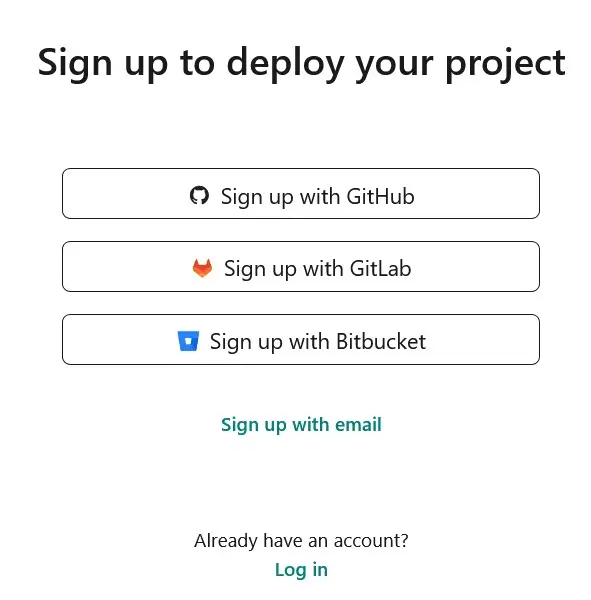 Sign up to deploy your project
Sign up with GitHub
Sign up with GitLab
Sign up with Bitbucket
Sign up with email
Already have an account?
Log in